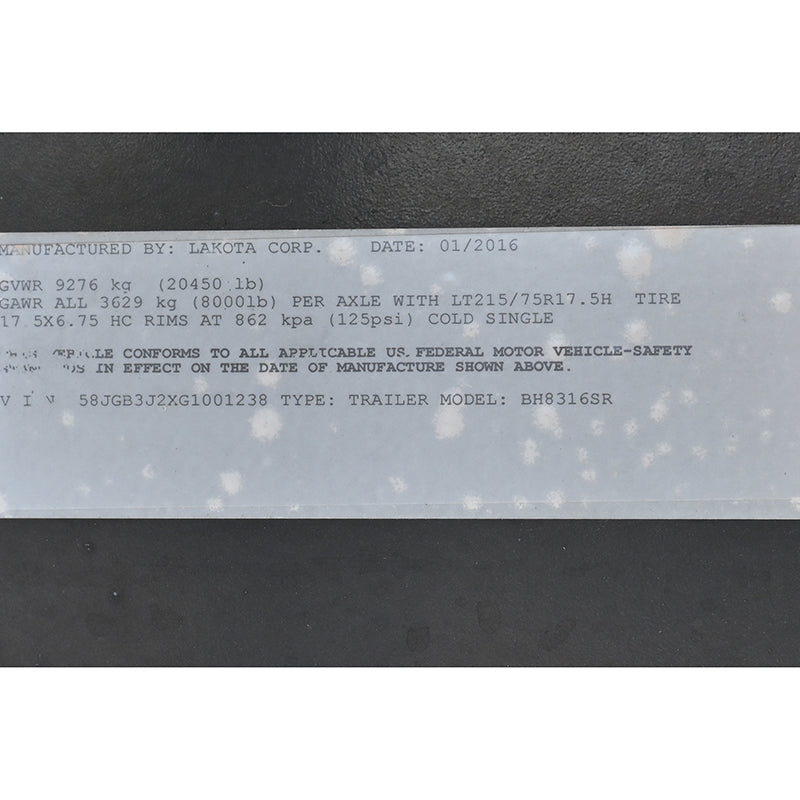 MANUFACTURED BY: LAKOTA CORP. DATE: 01/2016
GVWR 9276 kg (20450 lb)
GAWR ALL 3629 kg (8000lb) PER AXLE WITH LT215/75R17.5H TIRE
17.5X6.75 HC RIMS AT 862 kpa (125psi) COLD SINGLE
VEHICLE CONFORMS TO ALL APPLICABLE US FEDERAL MOTOR VEHICLE-SAFETY
IN EFFECT ON THE DATE OF MANUFACTURE SHOWN ABOVE.
V I N 58JGB3J2XG1001238 TYPE: TRAILER MODEL: BH8316SR